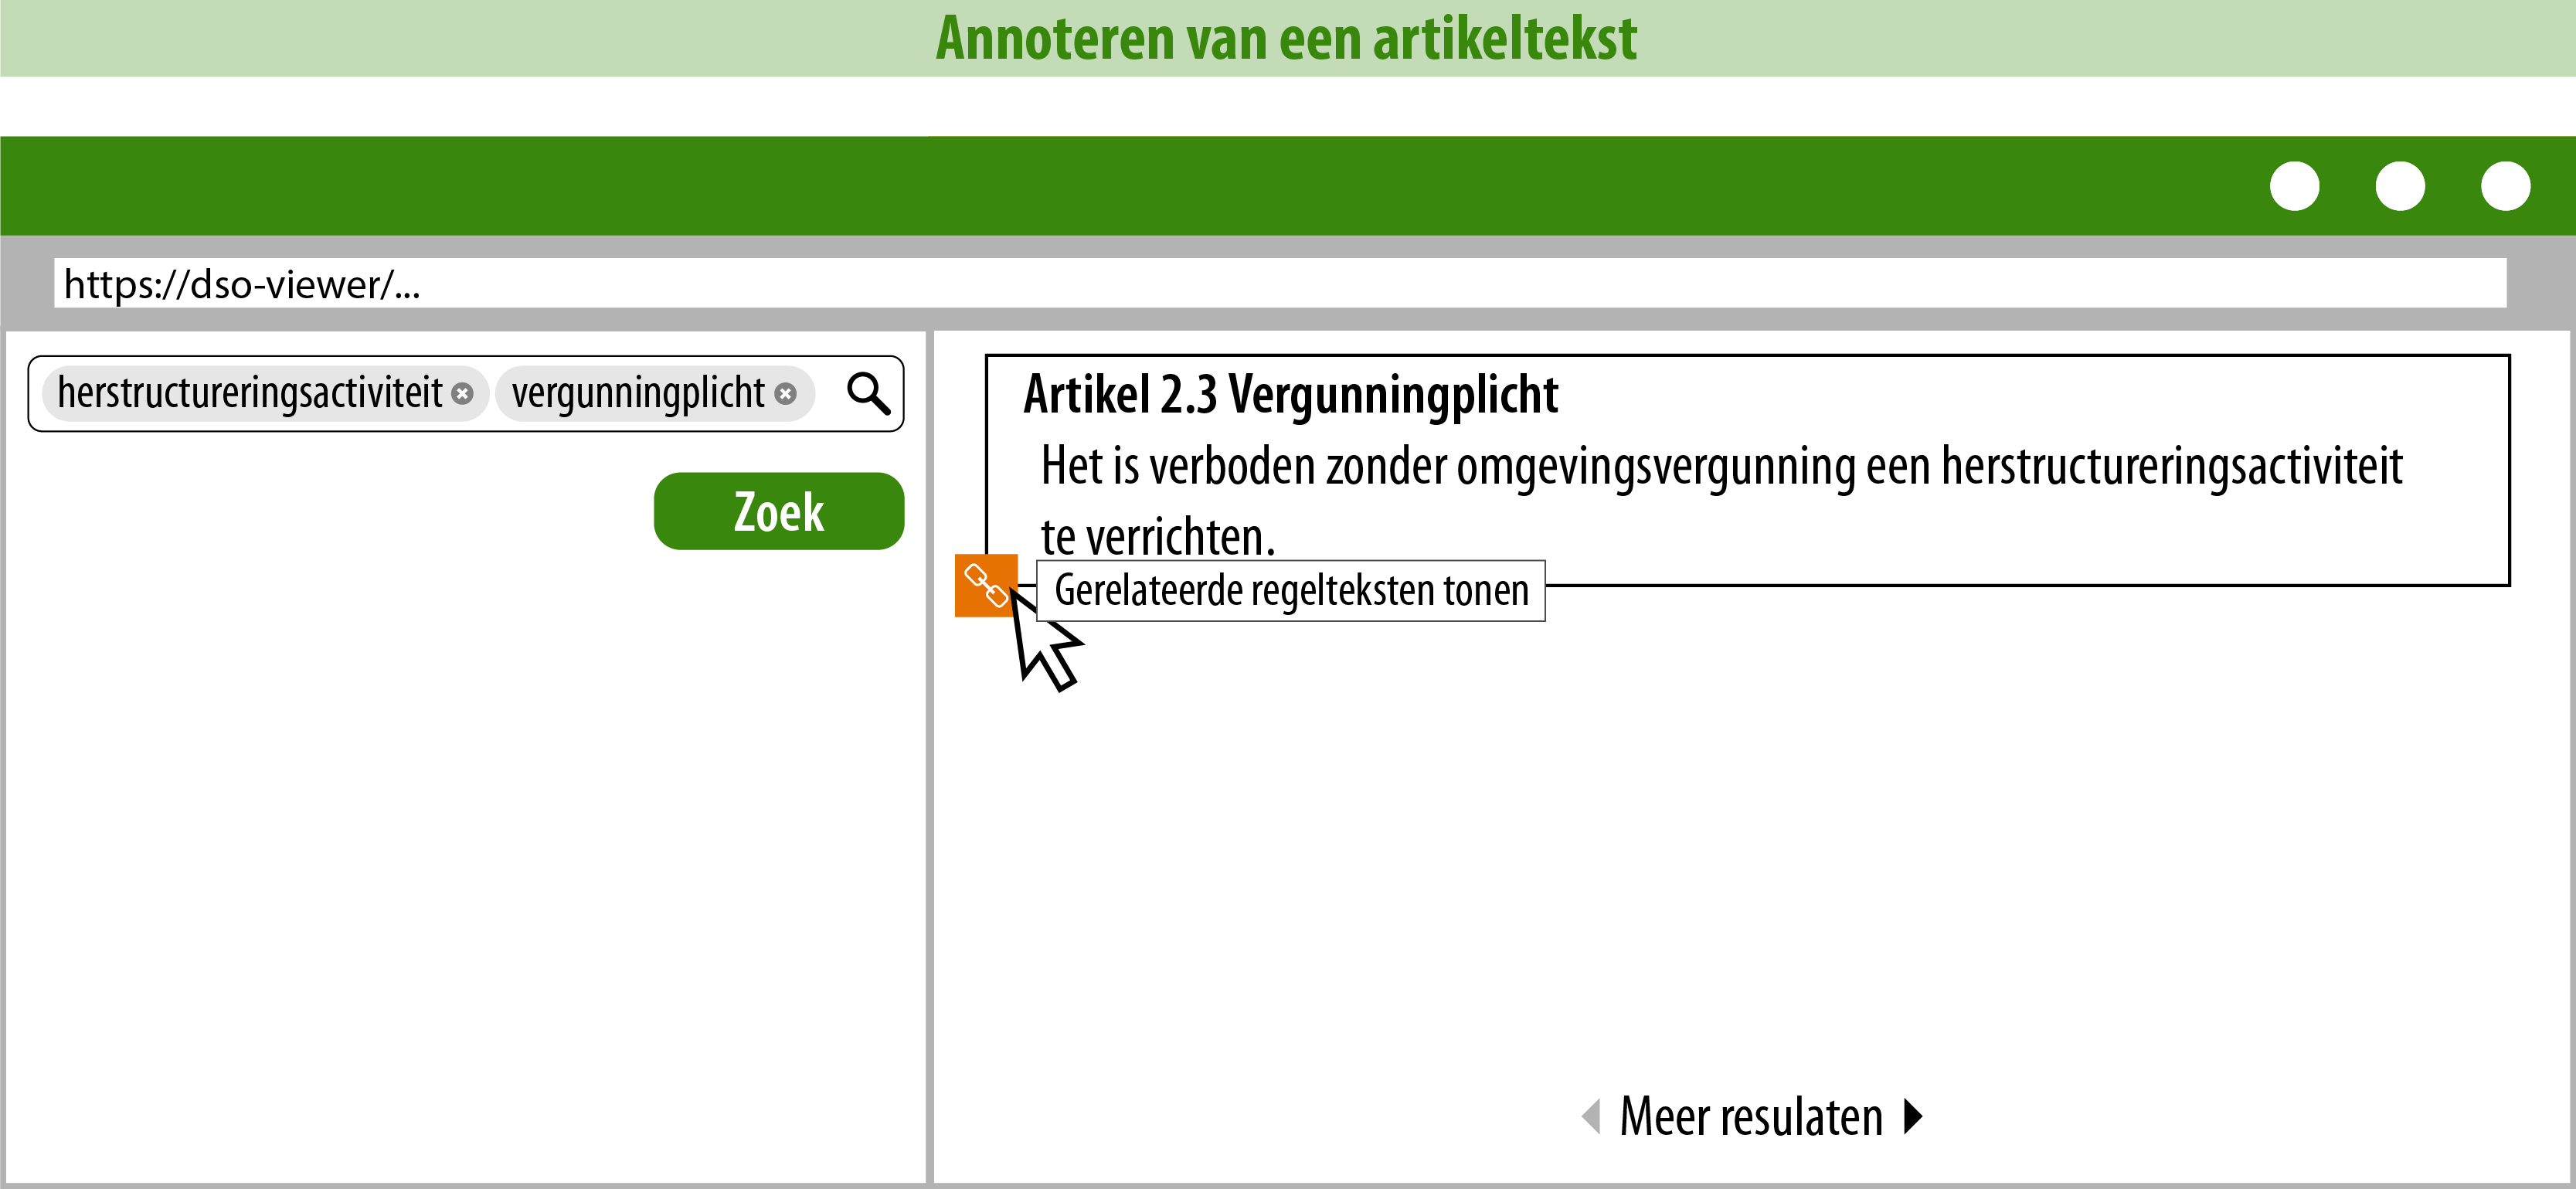 Annoteren van een artikeltekst
https://dso-viewer/...
herstructureringsactiviteit vergunningplicht
Zoek
Artikel 2.3 Vergunningplicht
Het is verboden zonder omgevingsvergunning een herstructureringsactiviteit
te verrichten.
Gerelateerde regelteksten tonen
Meer resulaten